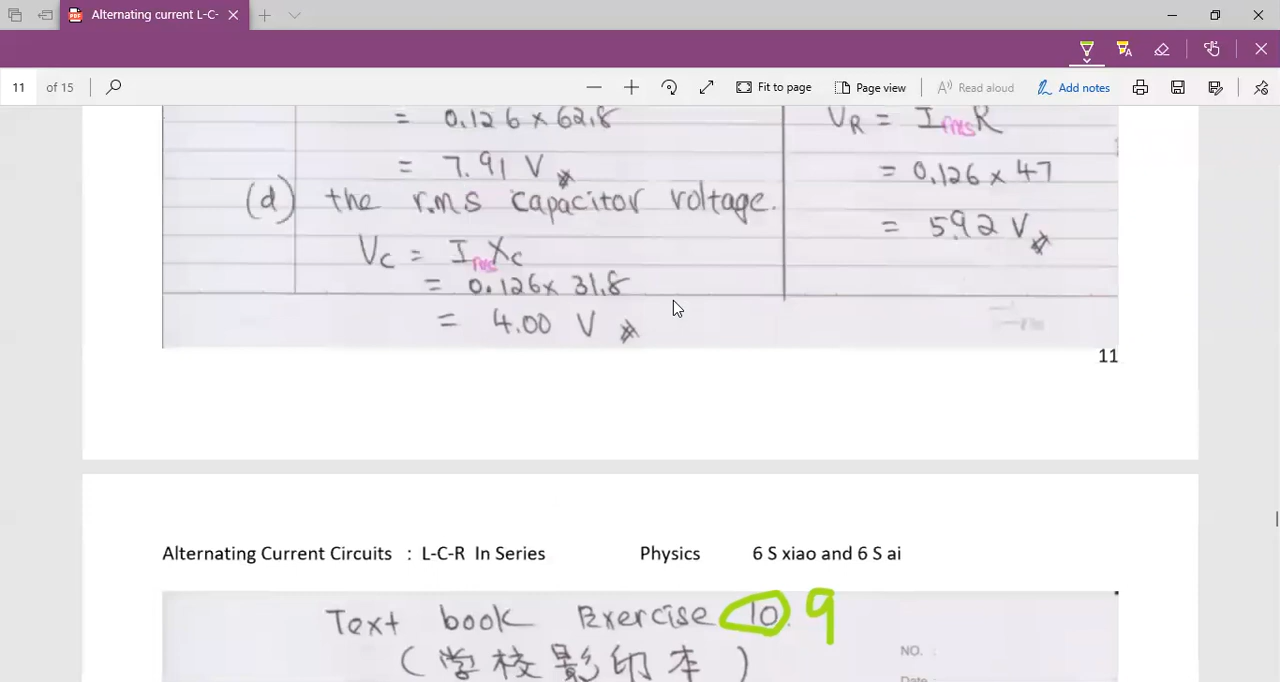 Alternating current L-C-
11 of 15
Fit to page
Page view
Read aloud
Add notes
= 0.126 x 62.8
= 7.91 V
(d) the r.m.s capacitor voltage.
Vc = Irms Xc
= 0.126 x 31.8
= 4.00 V
VR = Irms R
= 0.126 x 47
= 5.92 V
11
Alternating Current Circuits : L-C-R In Series Physics 6 S xiao and 6 S ai
Text book Exercise 10. 9
(学校影印本)
NO. :
Date :